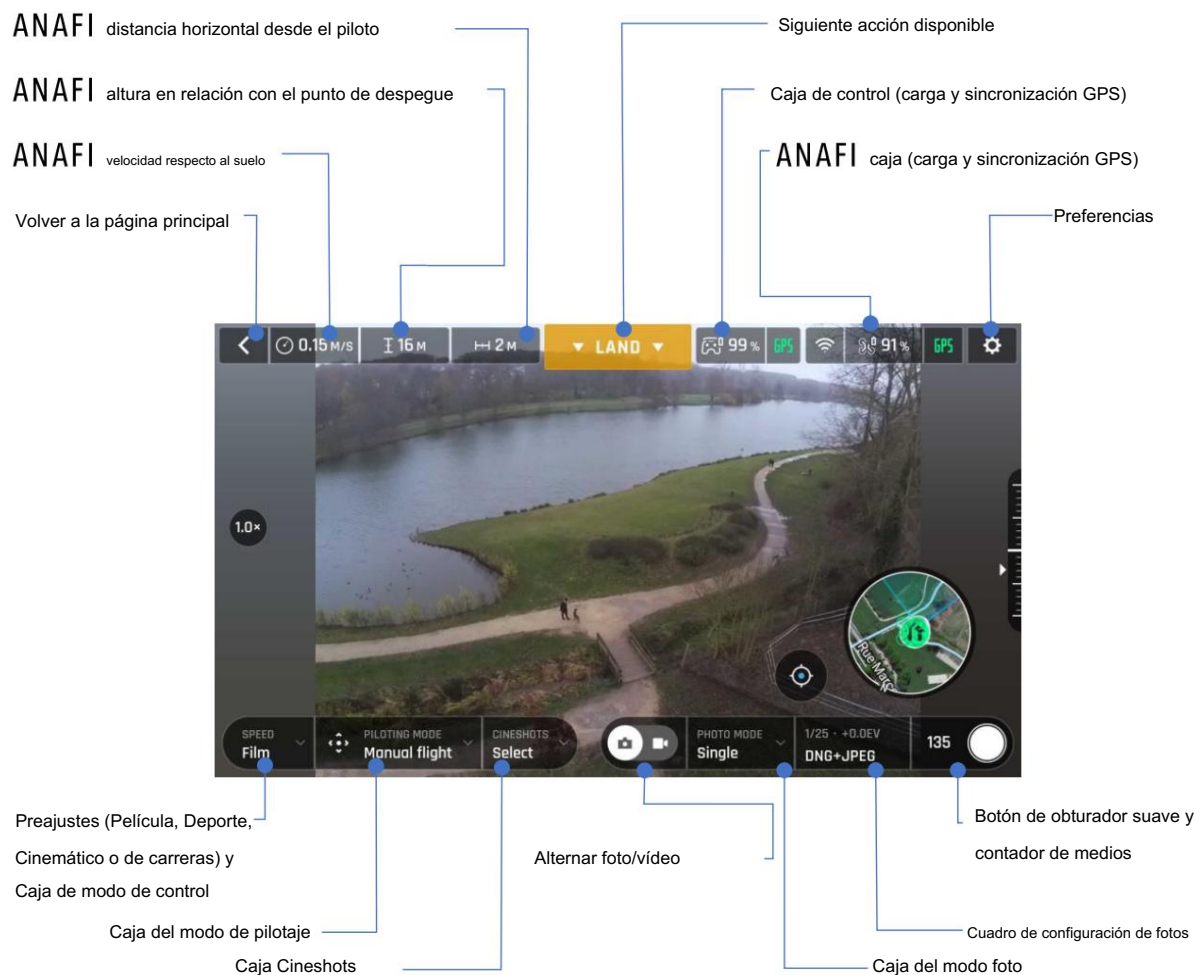 ANAFI distancia horizontal desde el piloto
Siguiente acción disponible
ANAFI altura en relación con el punto de despegue
Caja de control (carga y sincronización GPS)
ANAFI velocidad respecto al suelo
ANAFI caja (carga y sincronización GPS)
Volver a la página principal
Preferencias
0.15 M/S
16 M
2 M
LAND
99 %
GPS
91 %
GPS
1.0×
Rue Marc
SPEED
Film
PILOTING MODE
Manual flight
CINESHOTS
Select
PHOTO MODE
Single
1/25 · +0.0EV
DNG+JPEG
135
Preajustes (Película, Deporte,
Cinemático o de carreras) y
Caja de modo de control
Alternar foto/vídeo
Botón de obturador suave y
contador de medios
Caja del modo de pilotaje
Cuadro de configuración de fotos
Caja Cineshots
Caja del modo foto